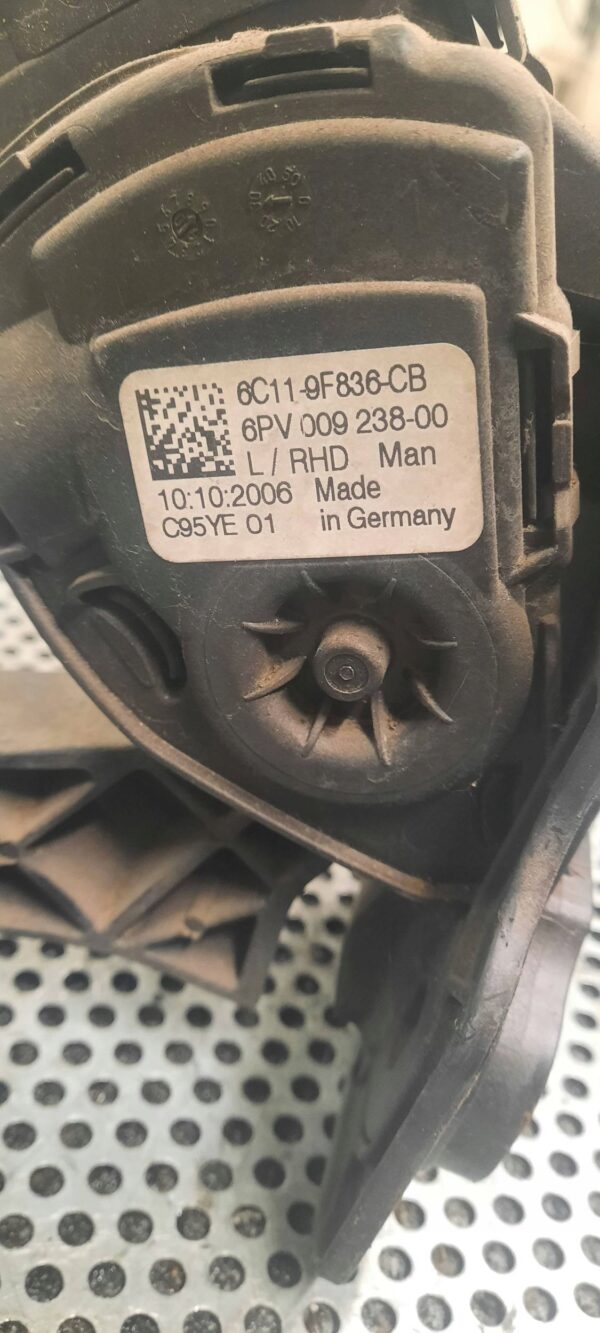 6C11-9F836-CB
6PV 009 238-00
L / RHD Man
10:10:2006 Made
C95YE 01 in Germany